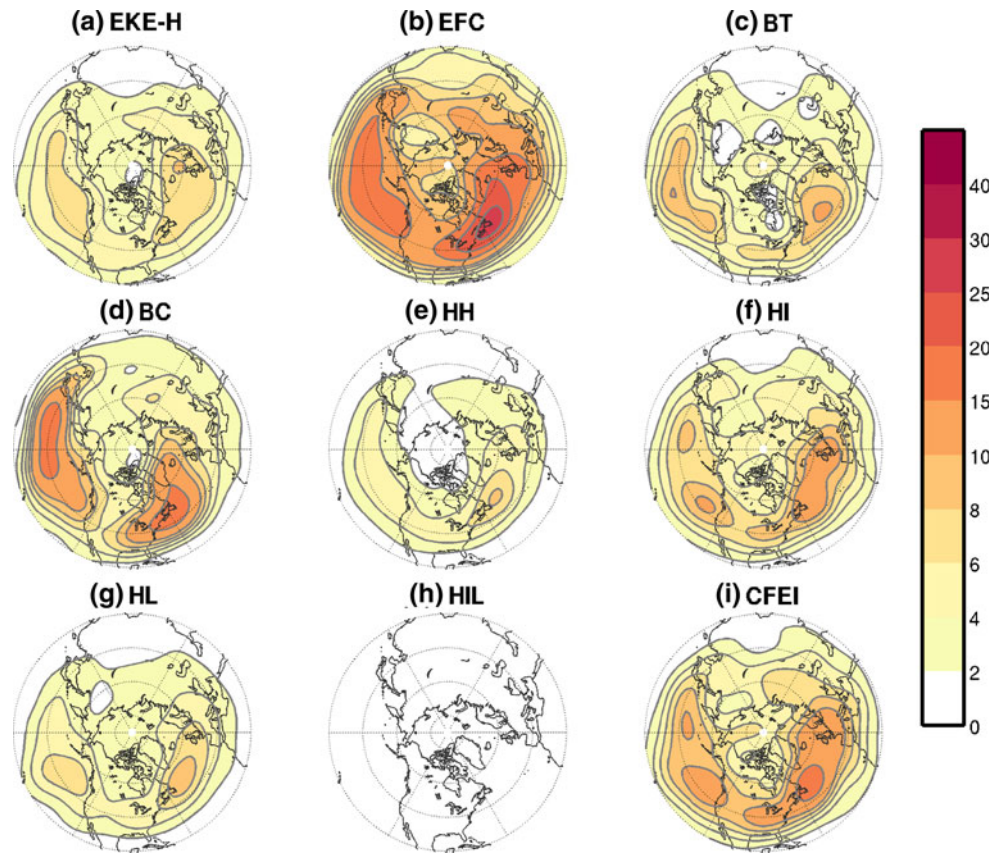 (a) EKE-H
(b) EFC
(c) BT
(d) BC
(e) HH
(f) HI
(g) HL
(h) HIL
(i) CFEI
40
30
25
20
15
10
8
6
4
2
0